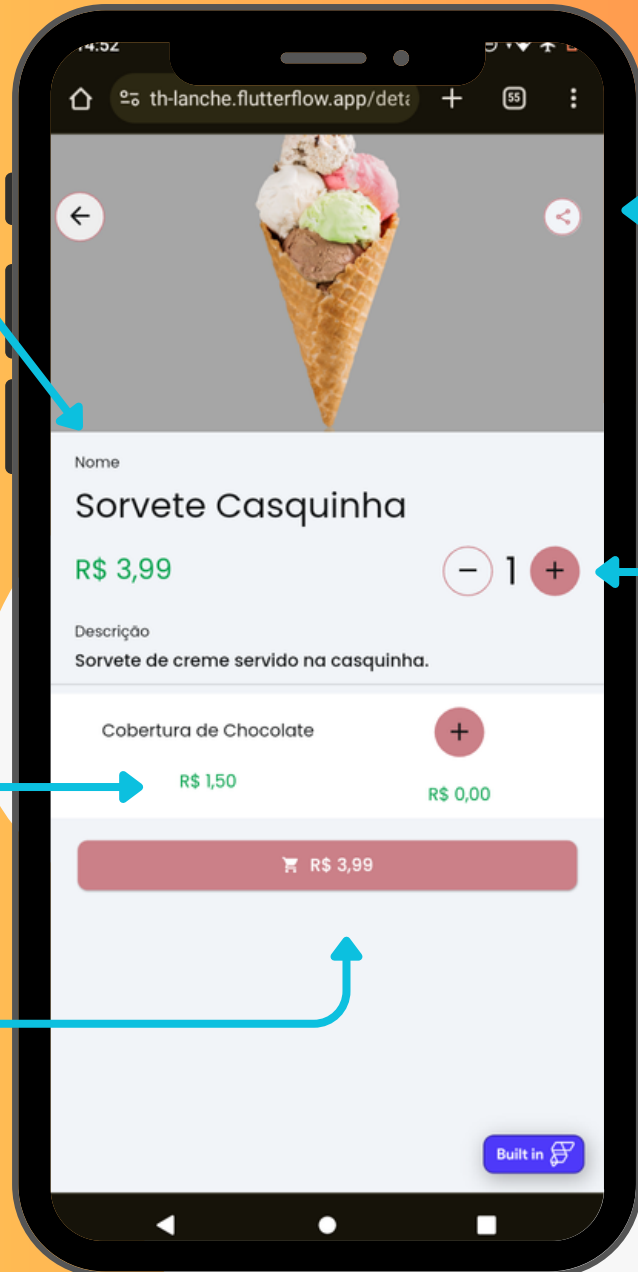 14:52
th-lanche.flutterflow.app/deta
55
Nome
Sorvete Casquinha
R$ 3,99
1
Descrição
Sorvete de creme servido na casquinha.
Cobertura de Chocolate
R$ 1,50
R$ 0,00
R$ 3,99
Built in